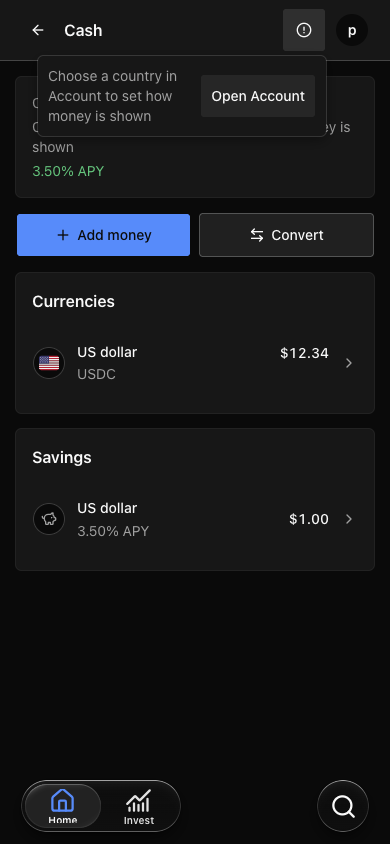 Cash
p
Choose a country in
Account to set how
money is shown
Open Account
is
shown
3.50% APY
Add money
Convert
Currencies
US dollar
USDC
$12.34
Savings
US dollar
3.50% APY
$1.00
Home
Invest